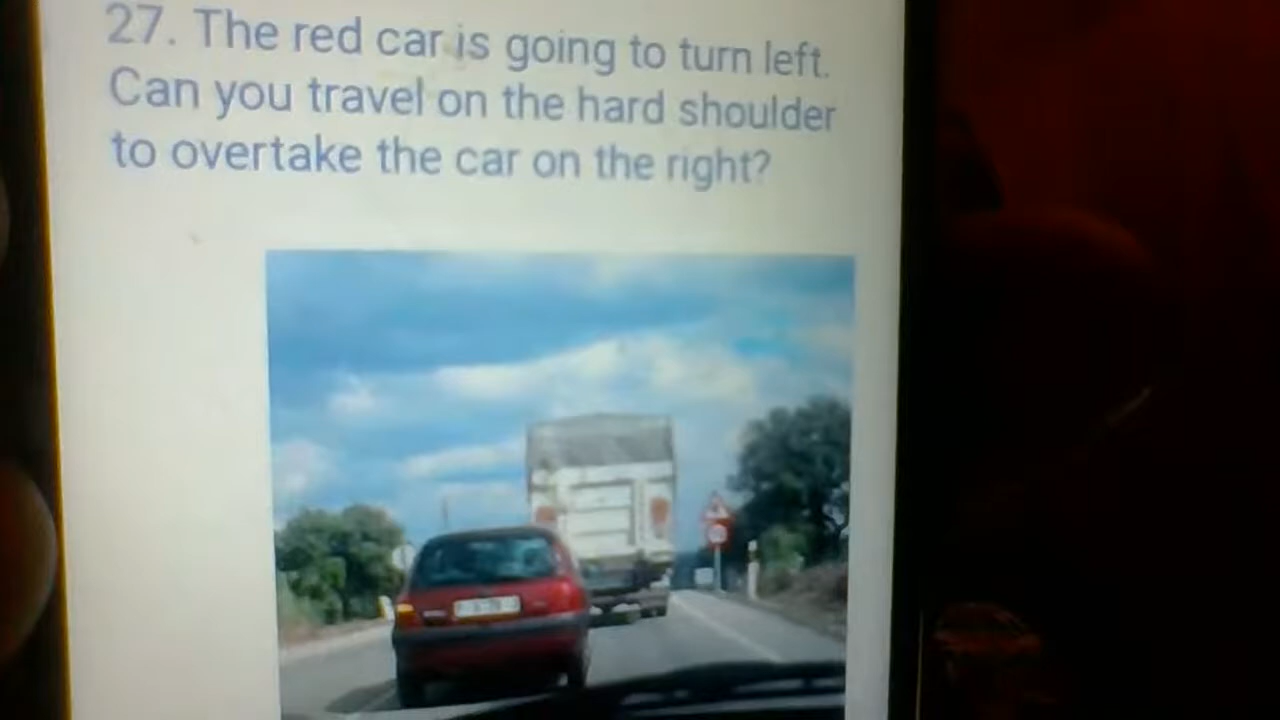 27. The red car is going to turn left.
Can you travel on the hard shoulder
to overtake the car on the right?